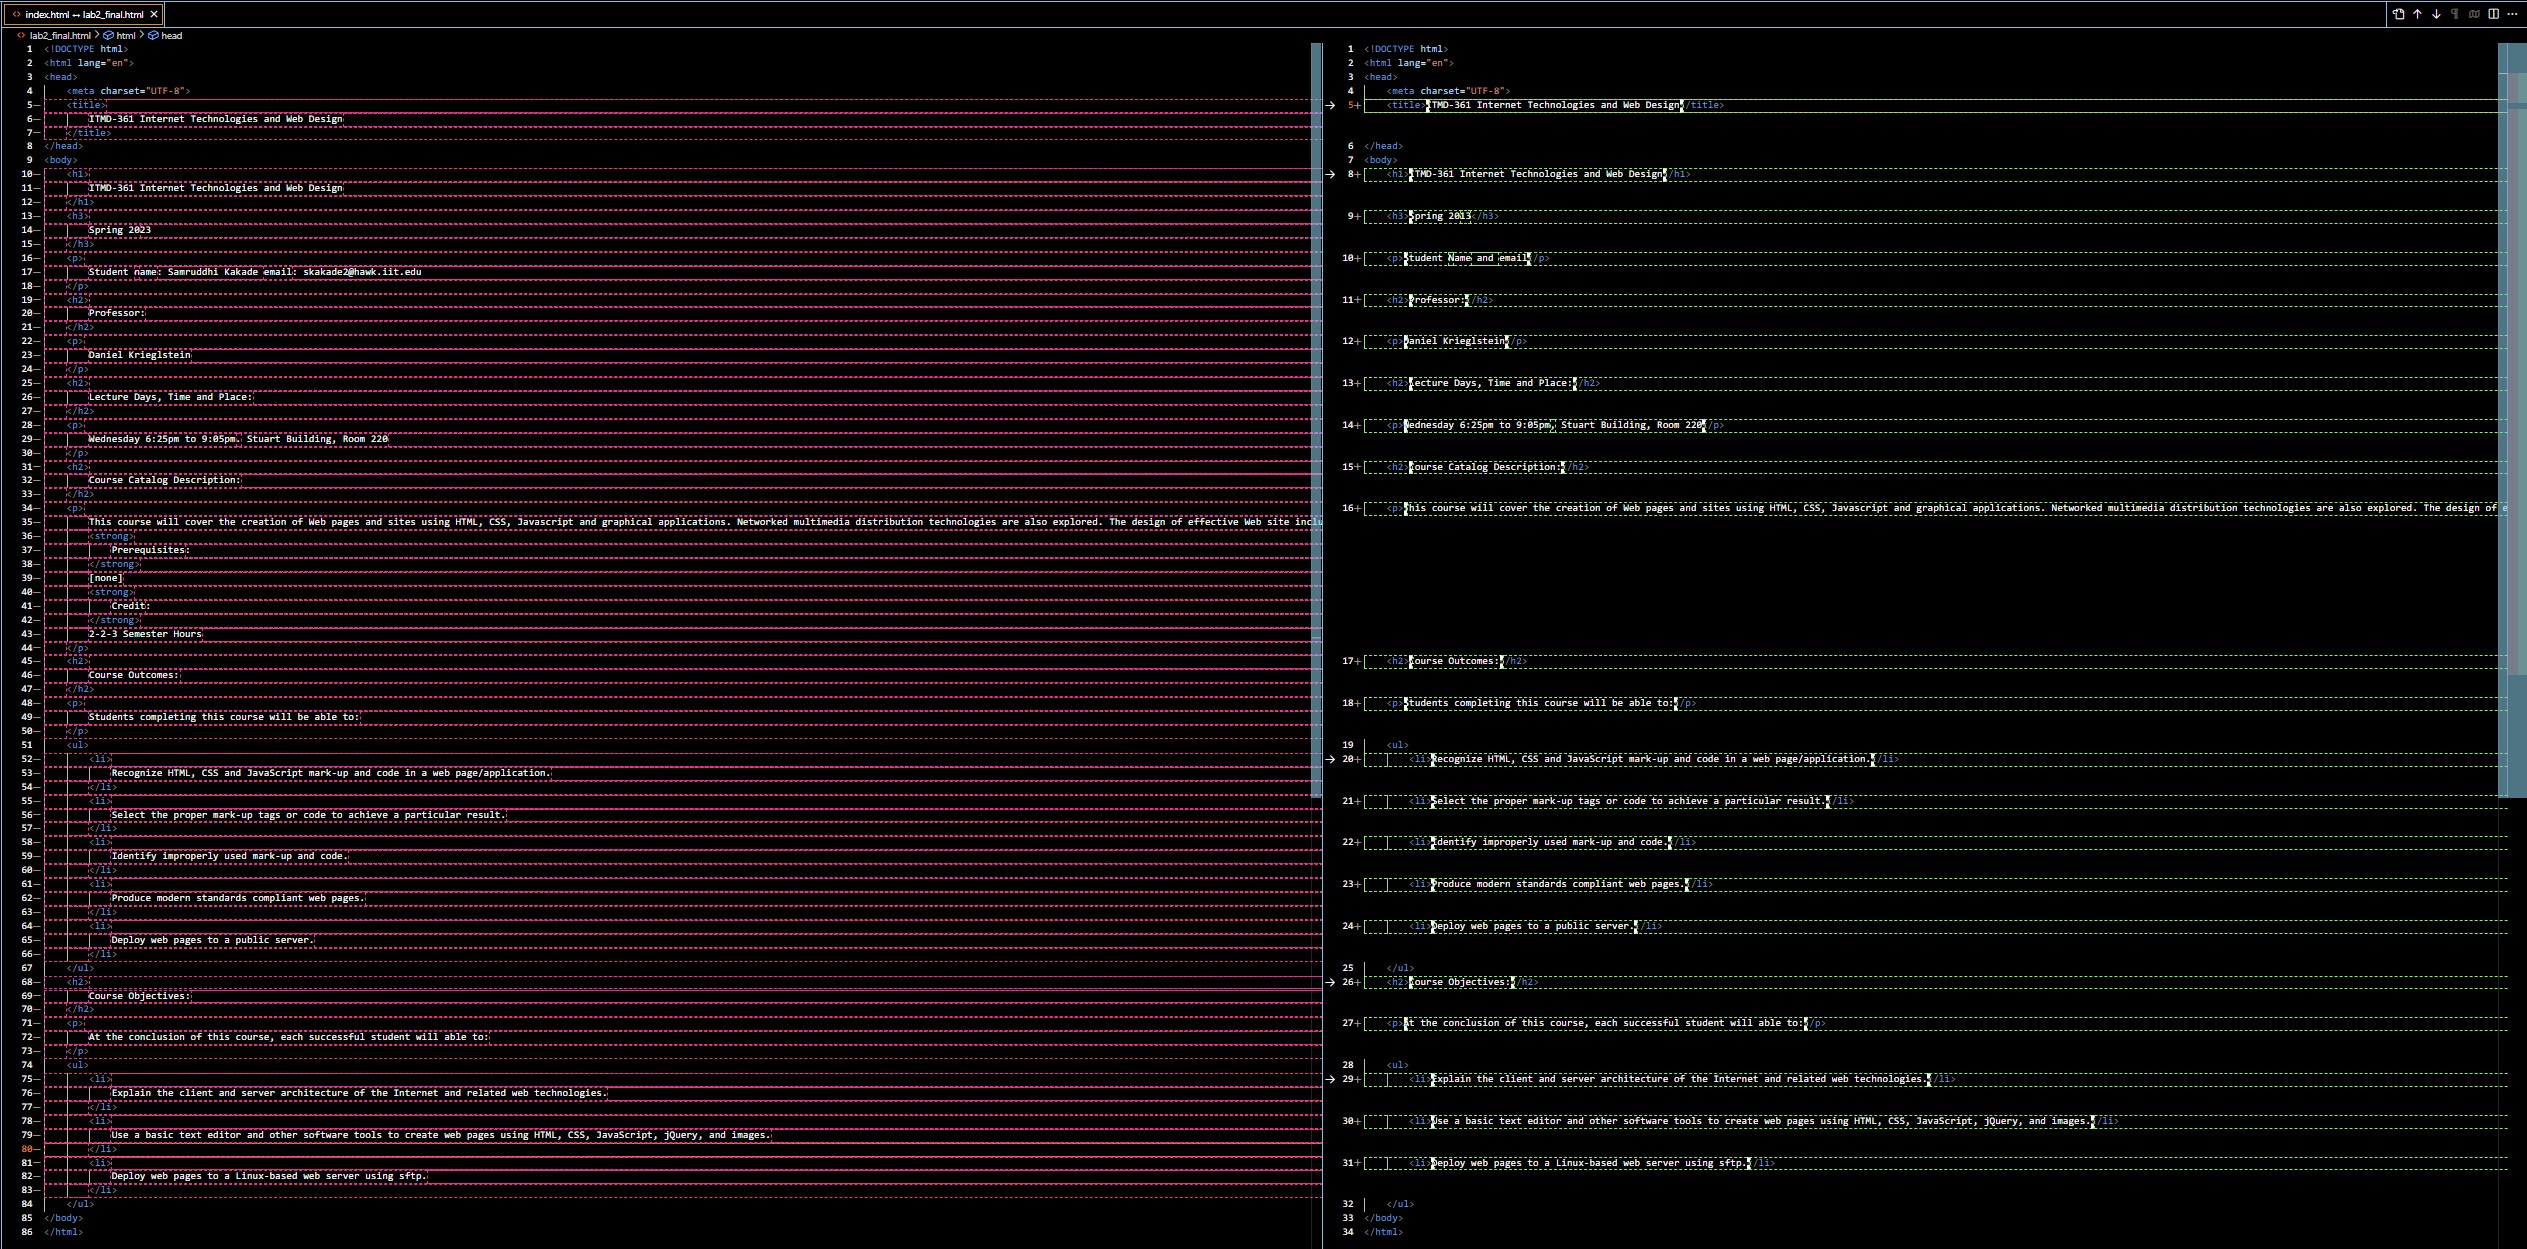 index.html ↔ lab2_final.html
lab2_final.html > html > head
1 <!DOCTYPE html>
2 <html lang="en">
3 <head>
4 <meta charset="UTF-8">
5 <title>
6 ITMD-361 Internet Technologies and Web Design
7 </title>
8 </head>
9 <body>
10 <h1>
11 ITMD-361 Internet Technologies and Web Design
12 </h1>
13 <h3>
14 Spring 2023
15 </h3>
16 <p>
17 Student name: Samruddhi Kakade email: skakade2@hawk.iit.edu
18 </p>
19 <h2>
20 Professor:
21 </h2>
22 <p>
23 Daniel Krieglstein
24 </p>
25 <h2>
26 Lecture Days, Time and Place:
27 </h2>
28 <p>
29 Wednesday 6:25pm to 9:05pm. Stuart Building, Room 220
30 </p>
31 <h2>
32 Course Catalog Description:
33 </h2>
34 <p>
35 This course will cover the creation of Web pages and sites using HTML, CSS, Javascript and graphical applications. Networked multimedia distribution technologies are also explored. The design of effective Web site inclu
36 <strong>
37 Prerequisites:
38 </strong>
39 [none]
40 <strong>
41 Credit:
42 </strong>
43 2-2-3 Semester Hours
44 </p>
45 <h2>
46 Course Outcomes:
47 </h2>
48 <p>
49 Students completing this course will be able to:
50 </p>
51 <ul>
52 <li>
53 Recognize HTML, CSS and JavaScript mark-up and code in a web page/application.
54 </li>
55 <li>
56 Select the proper mark-up tags or code to achieve a particular result.
57 </li>
58 <li>
59 Identify improperly used mark-up and code.
60 </li>
61 <li>
62 Produce modern standards compliant web pages.
63 </li>
64 <li>
65 Deploy web pages to a public server.
66 </li>
67 </ul>
68 <h2>
69 Course Objectives:
70 </h2>
71 <p>
72 At the conclusion of this course, each successful student will able to:
73 </p>
74 <ul>
75 <li>
76 Explain the client and server architecture of the Internet and related web technologies.
77 </li>
78 <li>
79 Use a basic text editor and other software tools to create web pages using HTML, CSS, JavaScript, jQuery, and images.
80 </li>
81 <li>
82 Deploy web pages to a Linux-based web server using sftp.
83 </li>
84 </ul>
85 </body>
86 </html>
1 <!DOCTYPE html>
2 <html lang="en">
3 <head>
4 <meta charset="UTF-8">
5+ <title>ITMD-361 Internet Technologies and Web Design</title>
6 </head>
7 <body>
8+ <h1>ITMD-361 Internet Technologies and Web Design</h1>
9+ <h3>Spring 2013</h3>
10+ <p>Student Name and email</p>
11+ <h2>Professor:</h2>
12+ <p>Daniel Krieglstein</p>
13+ <h2>Lecture Days, Time and Place:</h2>
14+ <p>Wednesday 6:25pm to 9:05pm, Stuart Building, Room 220</p>
15+ <h2>Course Catalog Description:</h2>
16+ <p>This course will cover the creation of Web pages and sites using HTML, CSS, Javascript and graphical applications. Networked multimedia distribution technologies are also explored. The design of e
17+ <h2>Course Outcomes:</h2>
18+ <p>Students completing this course will be able to:</p>
19 <ul>
20+ <li>Recognize HTML, CSS and JavaScript mark-up and code in a web page/application.</li>
21+ <li>Select the proper mark-up tags or code to achieve a particular result.</li>
22+ <li>Identify improperly used mark-up and code.</li>
23+ <li>Produce modern standards compliant web pages.</li>
24+ <li>Deploy web pages to a public server.</li>
25 </ul>
26+ <h2>Course Objectives:</h2>
27+ <p>At the conclusion of this course, each successful student will able to:</p>
28 <ul>
29+ <li>Explain the client and server architecture of the Internet and related web technologies.</li>
30+ <li>Use a basic text editor and other software tools to create web pages using HTML, CSS, JavaScript, jQuery, and images.</li>
31+ <li>Deploy web pages to a Linux-based web server using sftp.</li>
32 </ul>
33 </body>
34 </html>